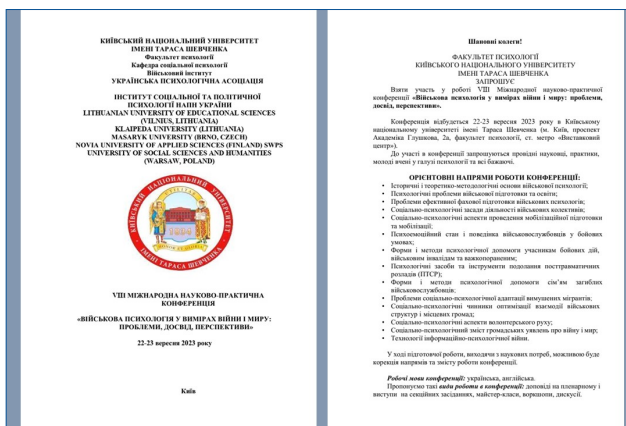 КИЇВСЬКИЙ НАЦІОНАЛЬНИЙ УНІВЕРСИТЕТ
ІМЕНІ ТАРАСА ШЕВЧЕНКА
Факультет психології
Кафедра соціальної психології
Військовий інститут
УКРАЇНСЬКА ПСИХОЛОГІЧНА АСОЦІАЦІЯ
ІНСТИТУТ СОЦІАЛЬНОЇ ТА ПОЛІТИЧНОЇ
ПСИХОЛОГІЇ НАПН УКРАЇНИ
LITHUANIAN UNIVERSITY OF EDUCATIONAL SCIENCES
(VILNIUS, LITHUANIA)
KLAIPEDA UNIVERSITY (LITHUANIA)
MASARYK UNIVERSITY (BRNO, CZECH)
NOVIA UNIVERSITY OF APPLIED SCIENCES (FINLAND) SWPS
UNIVERSITY OF SOCIAL SCIENCES AND HUMANITIES
(WARSAW, POLAND)
КИЇВСЬКИЙ НАЦІОНАЛЬНИЙ УНІВЕРСИТЕТ
ІМЕНІ ТАРАСА ШЕВЧЕНКА
1834
VIII МІЖНАРОДНА НАУКОВО-ПРАКТИЧНА
КОНФЕРЕНЦІЯ
«ВІЙСЬКОВА ПСИХОЛОГІЯ У ВИМІРАХ ВІЙНИ І МИРУ:
ПРОБЛЕМИ, ДОСВІД, ПЕРСПЕКТИВИ»
22-23 вересня 2023 року
Київ
Шановні колеги!
ФАКУЛЬТЕТ ПСИХОЛОГІЇ
КИЇВСЬКОГО НАЦІОНАЛЬНОГО УНІВЕРСИТЕТУ
ІМЕНІ ТАРАСА ШЕВЧЕНКА
ЗАПРОШУЄ
Взяти участь у роботі VIII Міжнародної науково-практичної
конференції «Військова психологія у вимірах війни і миру: проблеми,
досвід, перспективи».
Конференція відбудеться 22-23 вересня 2023 року в Київському
національному університеті імені Тараса Шевченка (м. Київ, проспект
Академіка Глушкова, 2а, факультет психології, ст. метро «Виставковий
центр»).
До участі в конференції запрошуються провідні науковці, практики,
молоді вчені у галузі психології та всі бажаючі.
ОРІЄНТОВНІ НАПРЯМИ РОБОТИ КОНФЕРЕНЦІЇ:
• Історичні і теоретико-методологічні основи військової психології;
• Психологічні проблеми військової підготовки та освіти;
• Проблеми ефективної фахової підготовки військових психологів;
• Соціально-психологічні засади діяльності військових колективів;
• Соціально-психологічні аспекти проведення мобілізаційної підготовки
та мобілізації;
• Психоемоційний стан і поведінка військовослужбовців у бойових
умовах;
• Форми і методи психологічної допомоги учасникам бойових дій,
військовим інвалідам та важкопораненим;
• Психологічні засоби та інструменти подолання посттравматичних
розладів (ПТСР);
• Форми і методи психологічної допомоги сім'ям загиблих
військовослужбовців;
• Проблеми соціально-психологічної адаптації вимушених мігрантів;
• Соціально-психологічні чинники оптимізації взаємодії військових
структур і місцевих громад;
• Соціально-психологічні аспекти волонтерського руху;
• Соціально-психологічний зміст громадських уявлень про війну і мир;
• Технології інформаційно-психологічної війни.
У ході підготовчої роботи, виходячи з наукових потреб, можливою буде
корекція напрямів та змісту роботи конференції.
Робочі мови конференції: українська, англійська.
Пропонуємо такі види роботи в конференції: доповіді на пленарному і
виступи на секційних засіданнях, майстер-класи, воркшопи, дискусії.